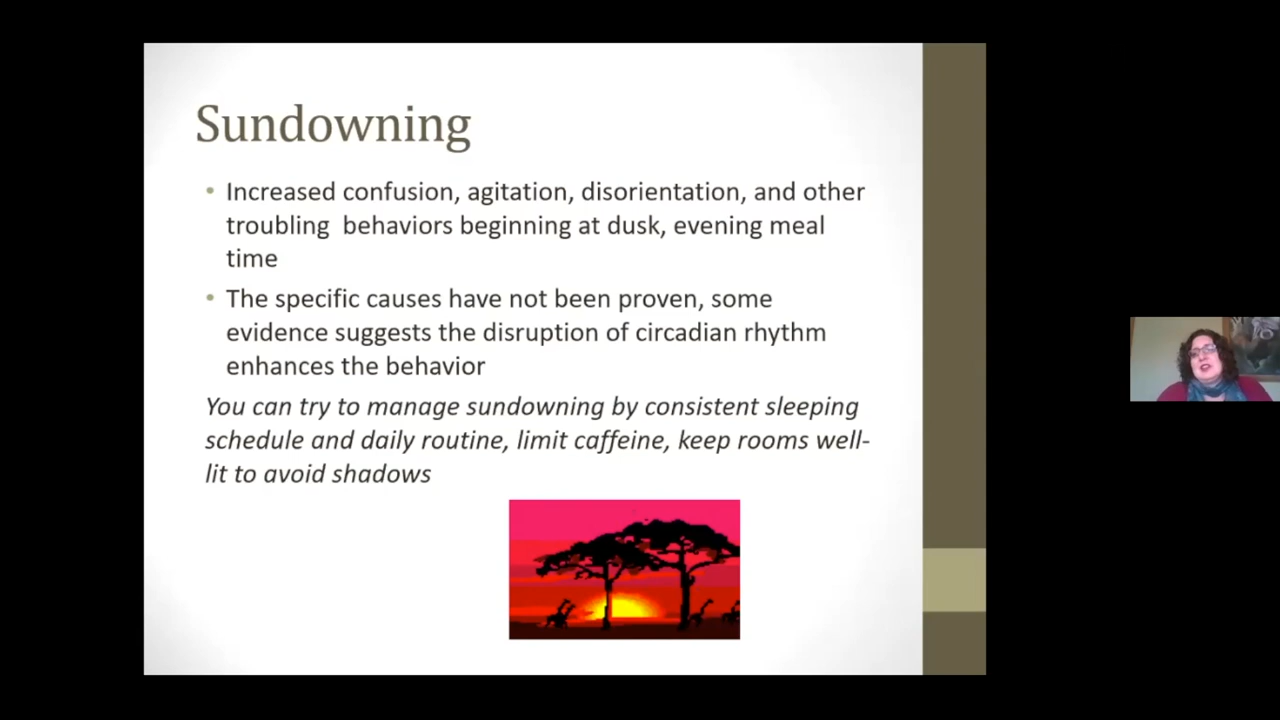 Sundowning
• Increased confusion, agitation, disorientation, and other
troubling  behaviors beginning at dusk, evening meal
time
• The specific causes have not been proven, some
evidence suggests the disruption of circadian rhythm
enhances the behavior
You can try to manage sundowning by consistent sleeping
schedule and daily routine, limit caffeine, keep rooms well-
lit to avoid shadows